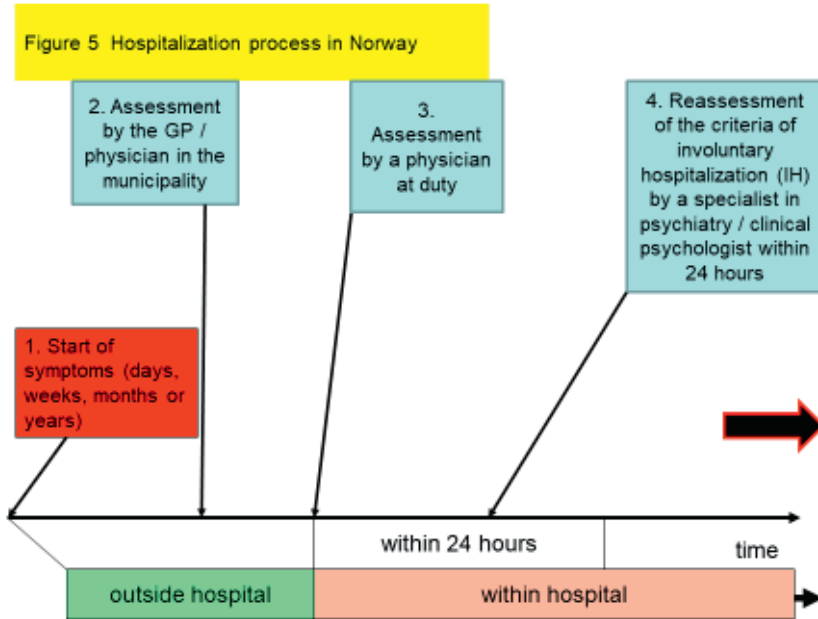 Figure 5 Hospitalization process in Norway
2. Assessment
by the GP /
physician in the
municipality
3.
Assessment
by a physician
at duty
4. Reassessment
of the criteria of
involuntary
hospitalization (IH)
by a specialist in
psychiatry / clinical
psychologist within
24 hours
1. Start of
symptoms (days,
weeks, months or
years)
within 24 hours
time
outside hospital
within hospital